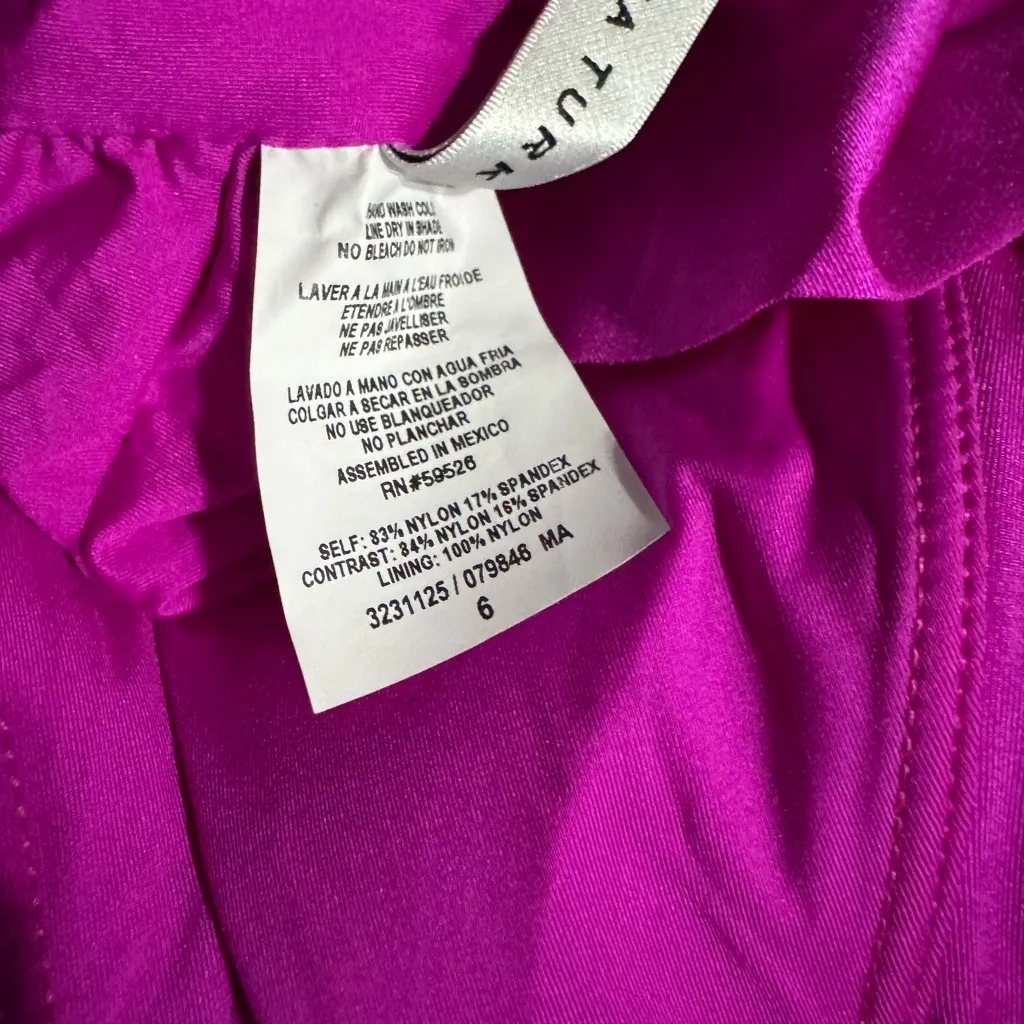 ATURK
HAND WASH COLD
LINE DRY IN SHADE
NO BLEACH DO NOT IRON
LAVER A LA MAIN A L'EAU FROIDE
ETENDRE A L'OMBRE
NE PAS JAVELLISER
NE PAS REPASSER
LAVADO A MANO CON AQUA FRIA
COLGAR A SECAR EN LA SOMBRA
NO USE BLANQUEADOR
NO PLANCHAR
ASSEMBLED IN MEXICO
RN#59526
SELF: 83% NYLON 17% SPANDEX
CONTRAST: 84% NYLON 16% SPANDEX
LINING: 100% NYLON
3231125 / 079846 MA
6